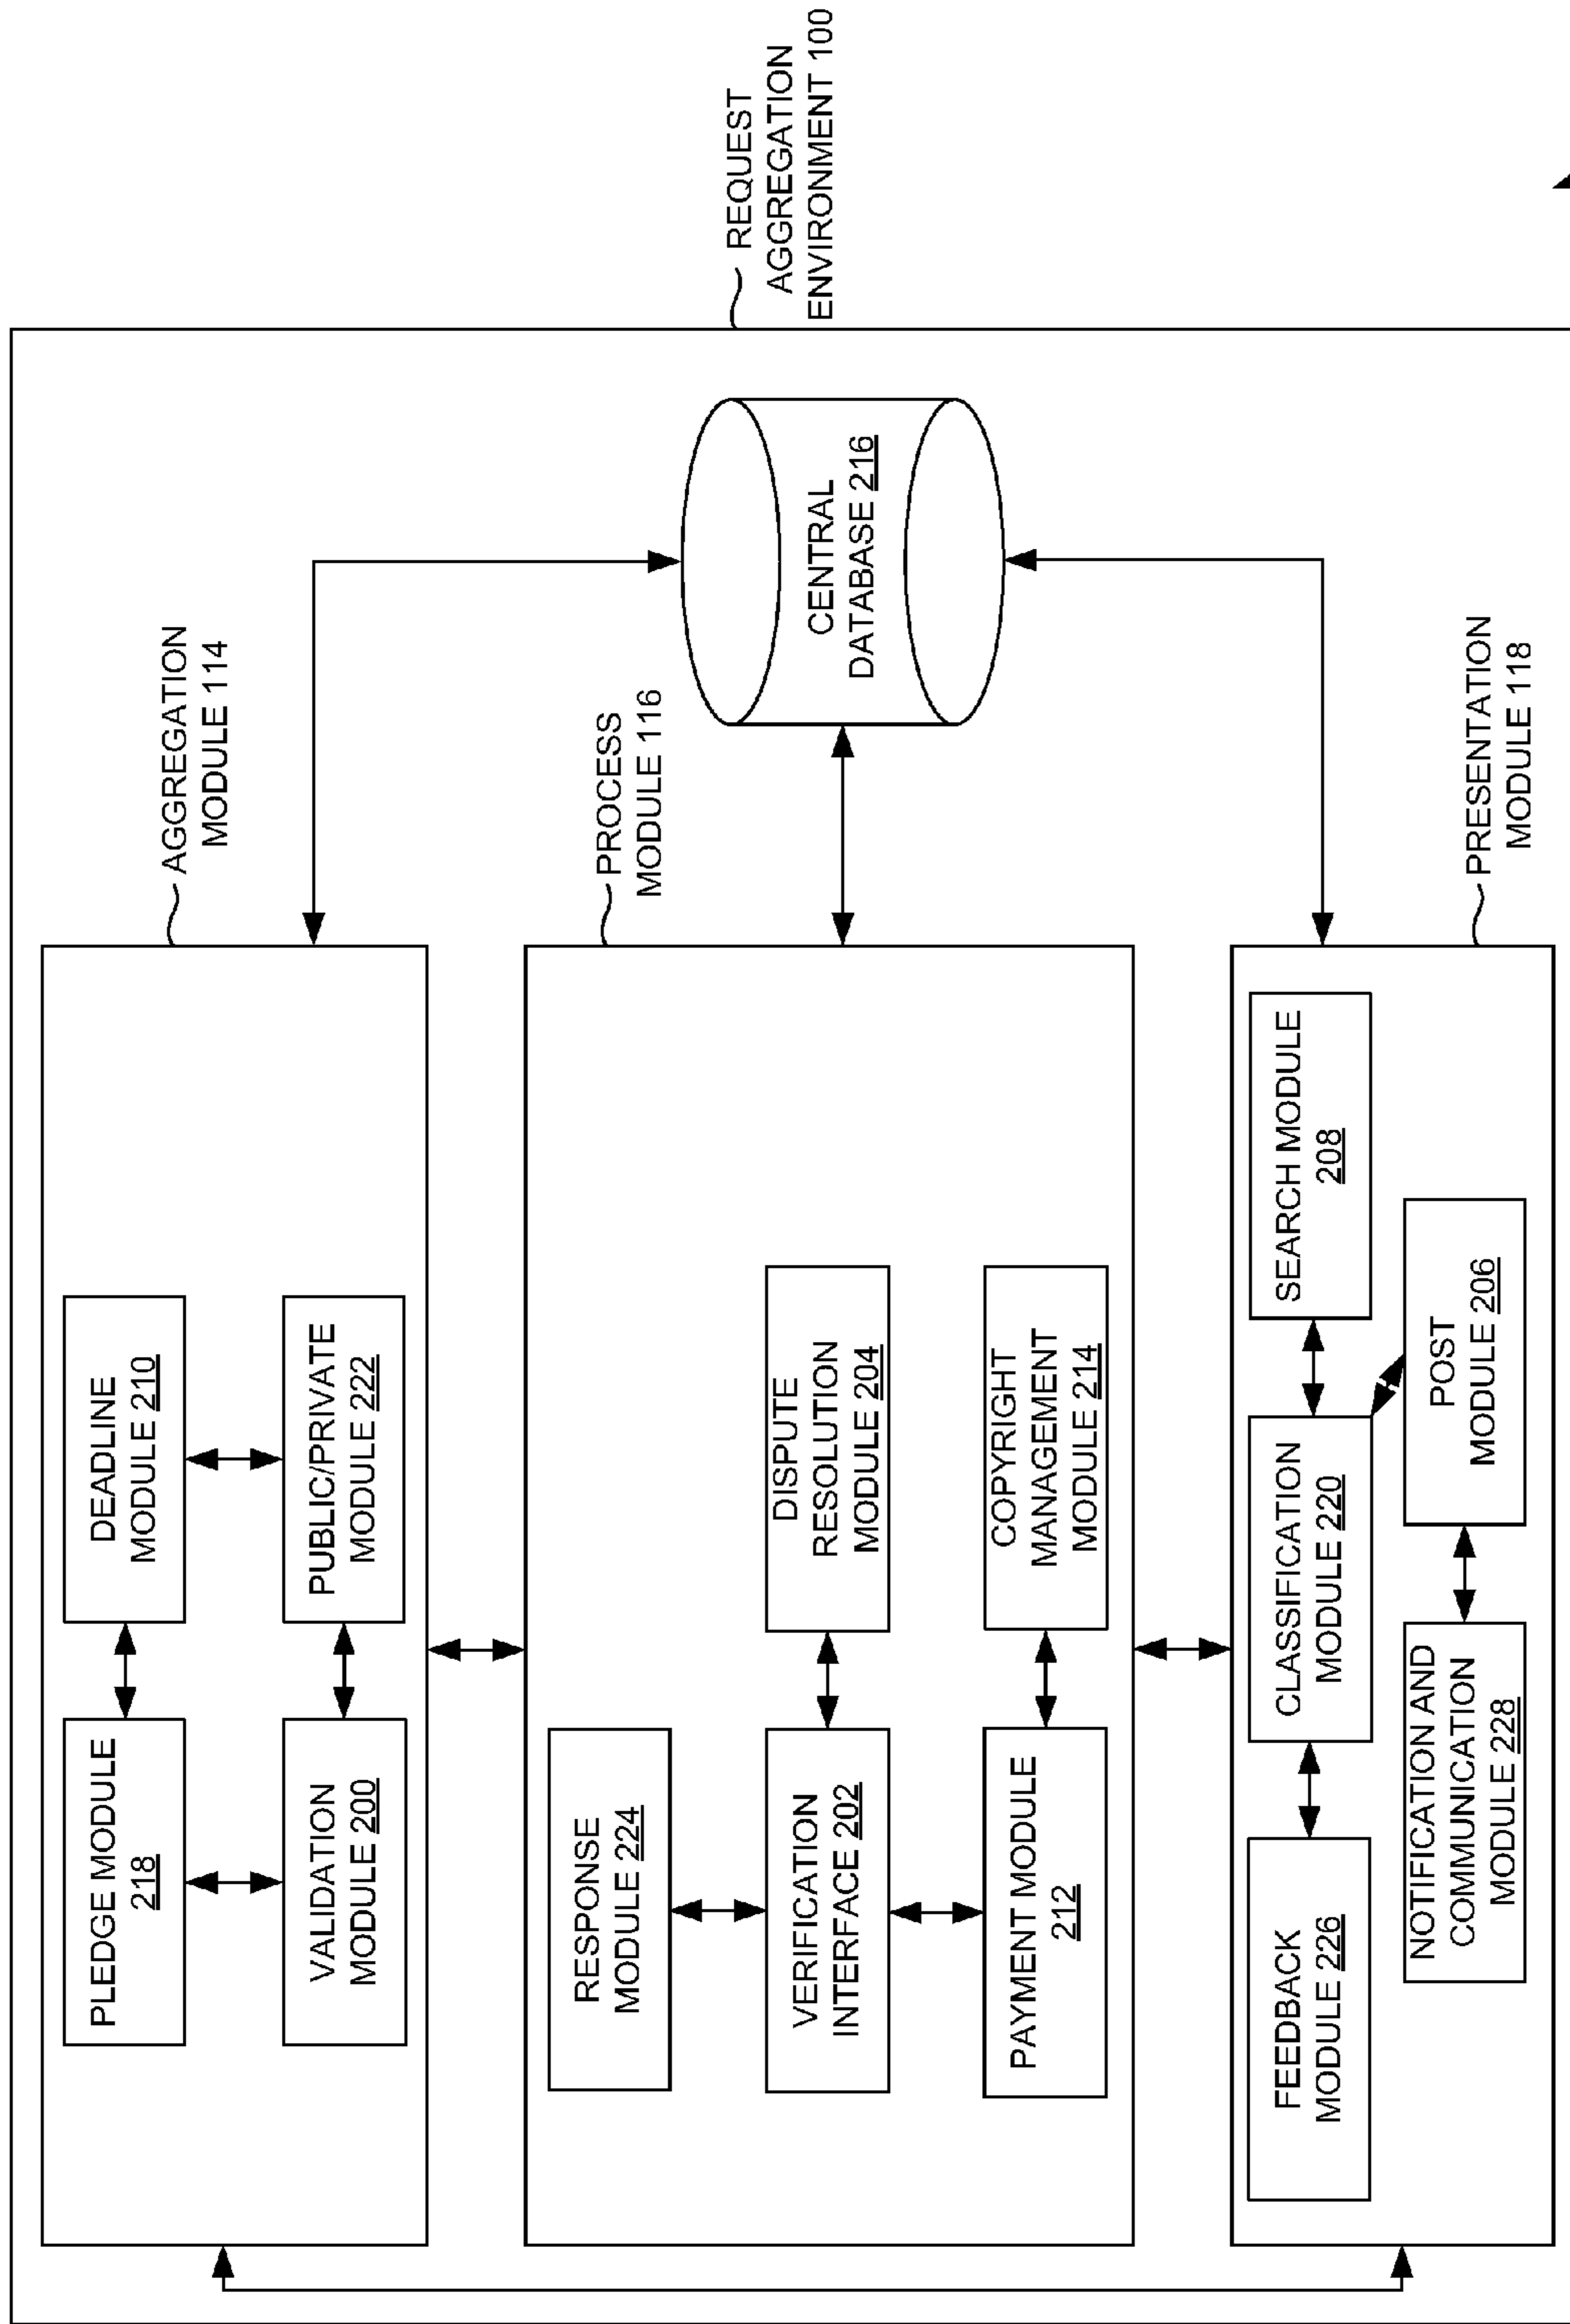 REQUEST
AGGREGATION
ENVIRONMENT 100
AGGREGATION
MODULE 114
PLEDGE MODULE
218
DEADLINE
MODULE 210
VALIDATION
MODULE 200
PUBLIC/PRIVATE
MODULE 222
PROCESS
MODULE 116
RESPONSE
MODULE 224
VERIFICATION
INTERFACE 202
DISPUTE
RESOLUTION
MODULE 204
PAYMENT MODULE
212
COPYRIGHT
MANAGEMENT
MODULE 214
CENTRAL
DATABASE 216
PRESENTATION
MODULE 118
FEEDBACK
MODULE 226
CLASSIFICATION
MODULE 220
SEARCH MODULE
208
NOTIFICATION AND
COMMUNICATION
MODULE 228
POST
MODULE 206